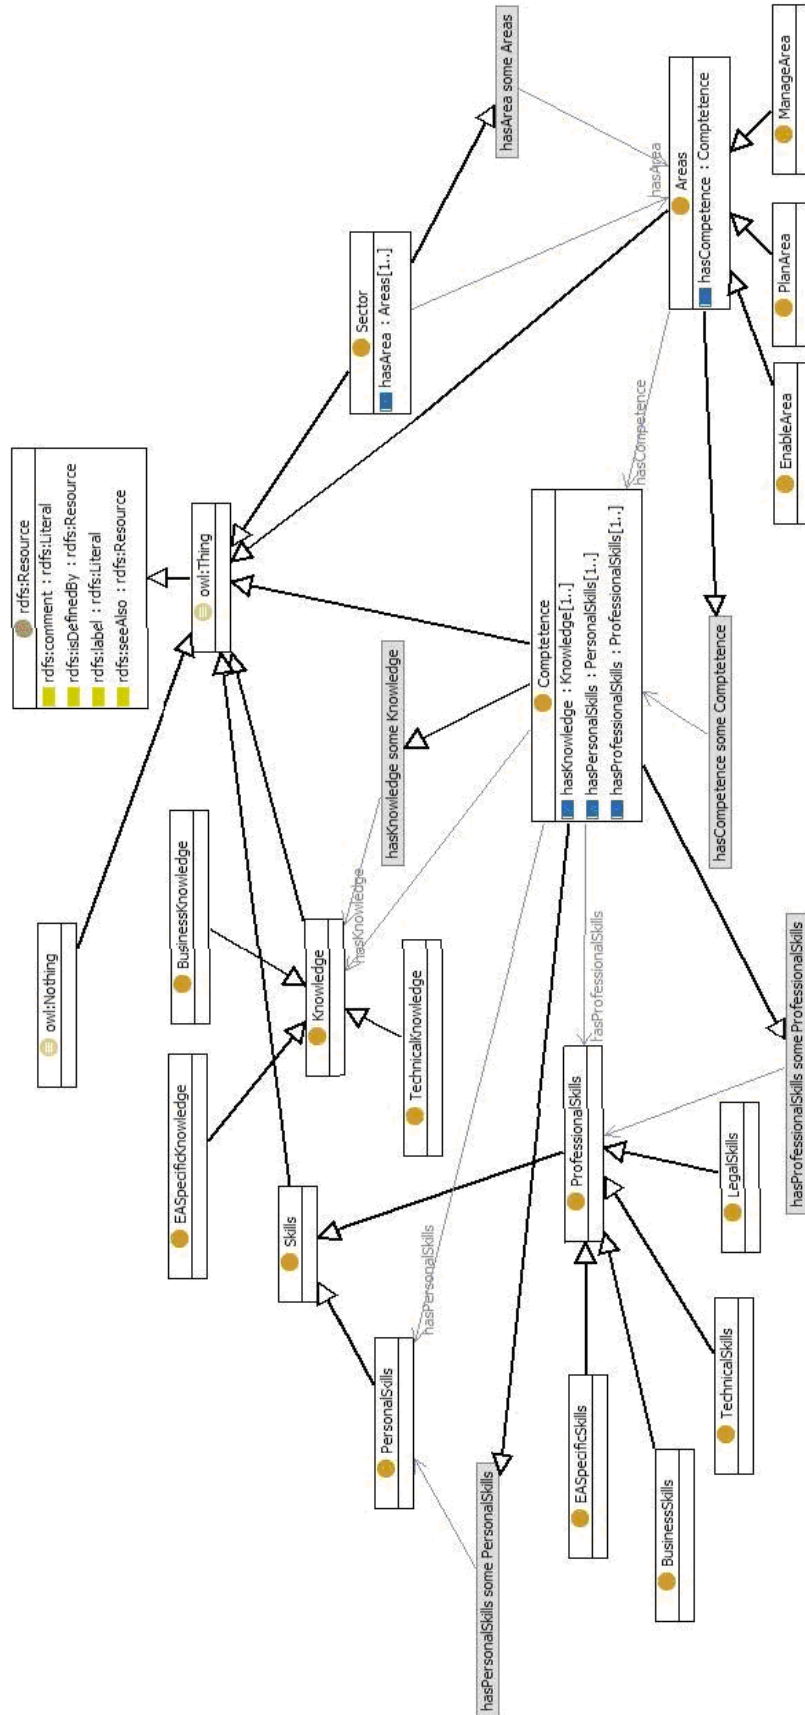 rdfs:Resource
rdfs:comment : rdfs:Literal
rdfs:isDefinedBy : rdfs:Resource
rdfs:label : rdfs:Literal
rdfs:seeAlso : rdfs:Resource
owl:Nothing
owl:Thing
EASpecificKnowledge
BusinessKnowledge
Skills
Knowledge
Sector
hasArea : Areas[1..]
PersonalSkills
TechnicalKnowledge
hasKnowledge
hasKnowledge some Knowledge
hasPersonalSkills
hasPersonalSkills some PersonalSkills
hasArea some Areas
Comptetence
hasKnowledge : Knowledge[1..]
hasPersonalSkills : PersonalSkills[1..]
hasProfessionalSkills : ProfessionalSkills[1..]
EASpecificSkills
ProfessionalSkills
hasProfessionalSkills
hasCompetence
hasArea
BusinessSkills
Areas
hasCompetence : Comptetence
TechnicalSkills
LegalSkills
hasCompetence some Comptetence
hasProfessionalSkills some ProfessionalSkills
EnableArea
PlanArea
ManageArea